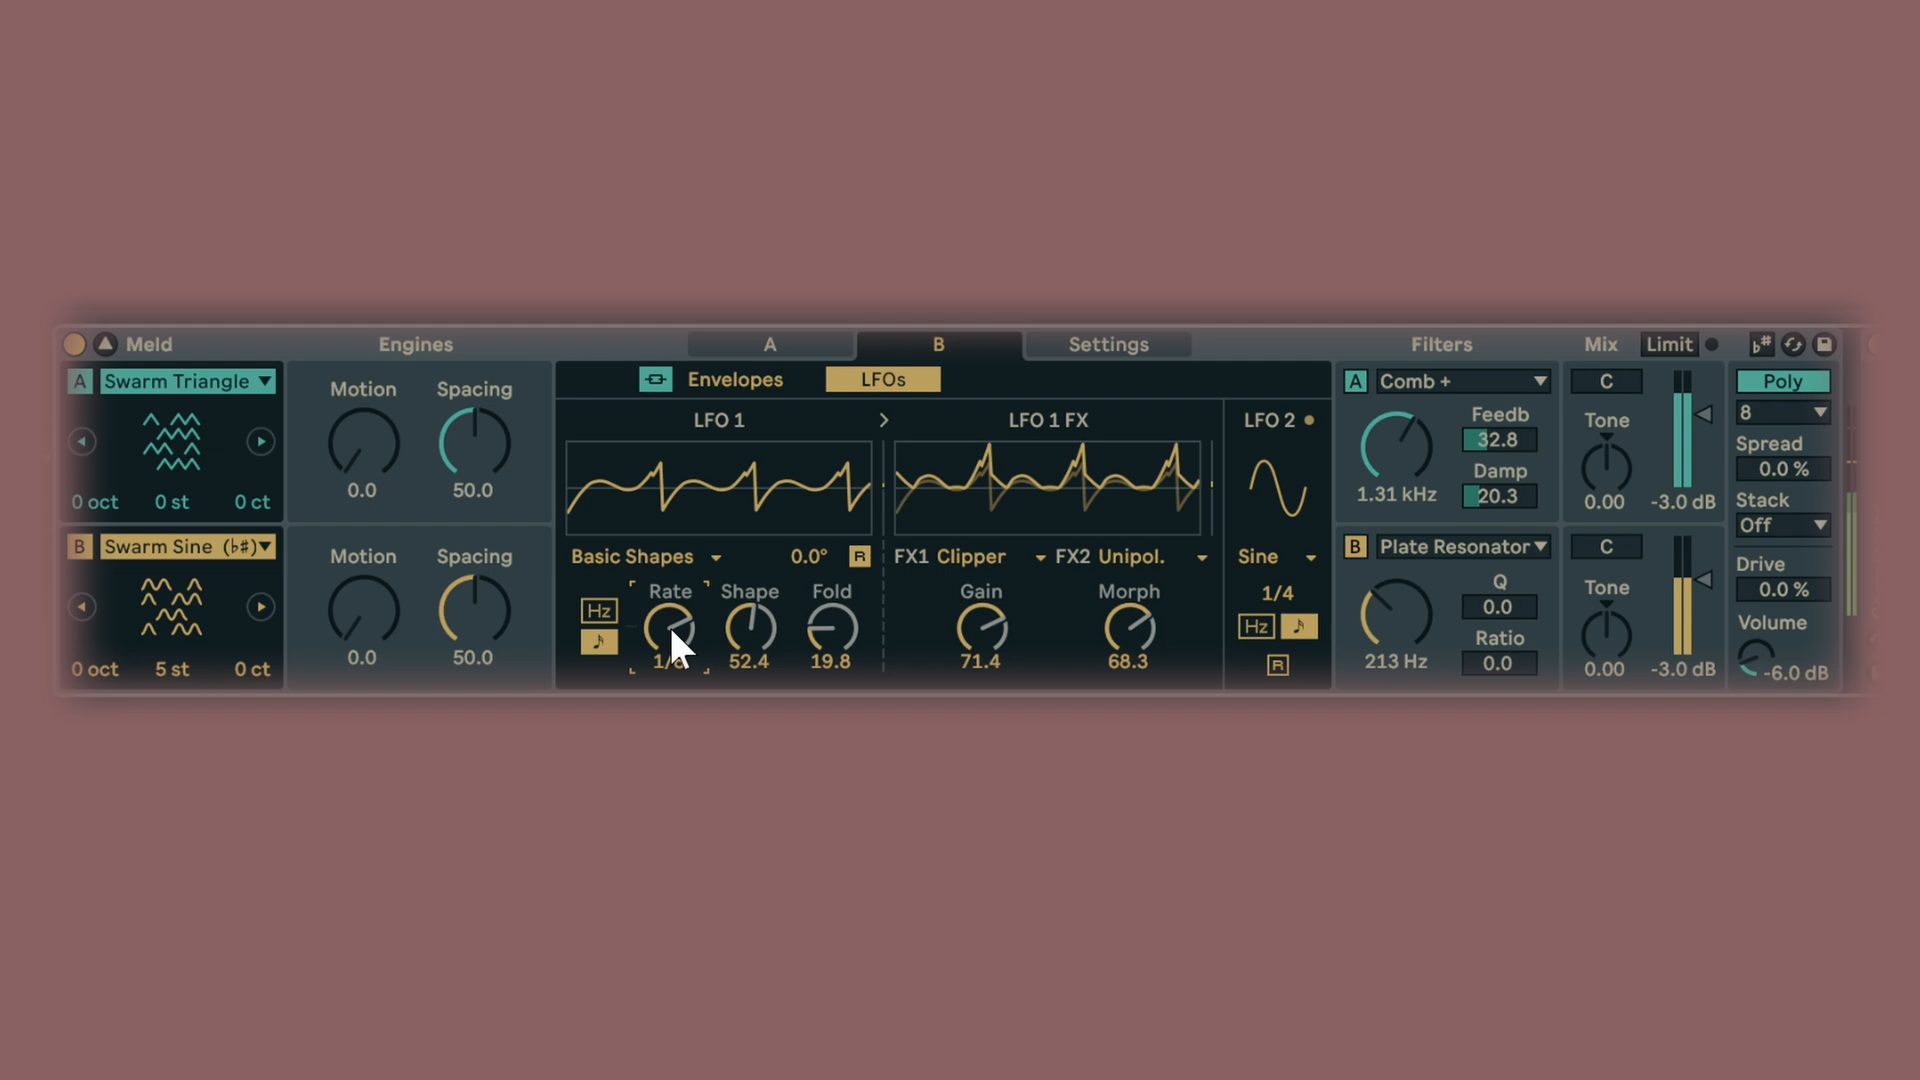 Meld Engines A B Settings Filters Mix Limit b#
A Swarm Triangle
Motion Spacing
0.0 50.0
0 oct 0 st 0 ct
B Swarm Sine (b#)
Motion Spacing
0.0 50.0
0 oct 5 st 0 ct
Envelopes LFOs
LFO 1 > LFO 1 FX LFO 2
Basic Shapes 0.0° R FX1 Clipper FX2 Unipol. Sine
Hz Rate Shape Fold Gain Morph 1/4
Hz
52.4 19.8 71.4 68.3 R
A Comb +
Feedb
32.8
Damp
1.31 kHz 20.3
B Plate Resonator
Q
0.0
Ratio
213 Hz 0.0
C
Tone
0.00 -3.0 dB
C
Tone
0.00 -3.0 dB
Poly
8
Spread
0.0 %
Stack
Off
Drive
0.0 %
Volume
-6.0 dB